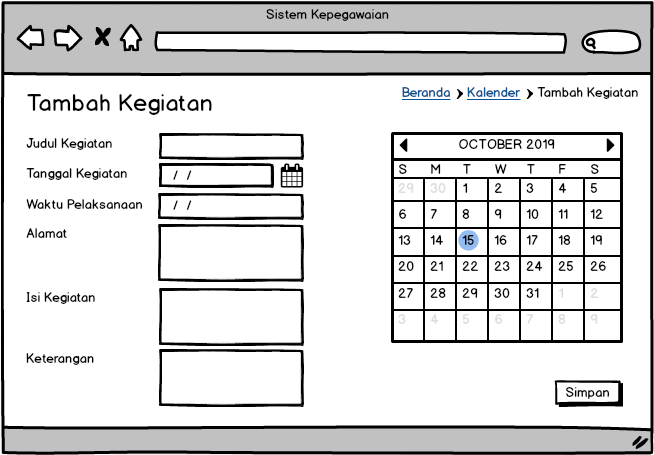 Sistem Kepegawaian
Beranda > Kalender > Tambah Kegiatan
Tambah Kegiatan
Judul Kegiatan
Tanggal Kegiatan / /
Waktu Pelaksanaan / /
Alamat
Isi Kegiatan
Keterangan
OCTOBER 2019
S M T W T F S
29 30 1 2 3 4 5
6 7 8 9 10 11 12
13 14 15 16 17 18 19
20 21 22 23 24 25 26
27 28 29 30 31 1 2
3 4 5 6 7 8 9
Simpan